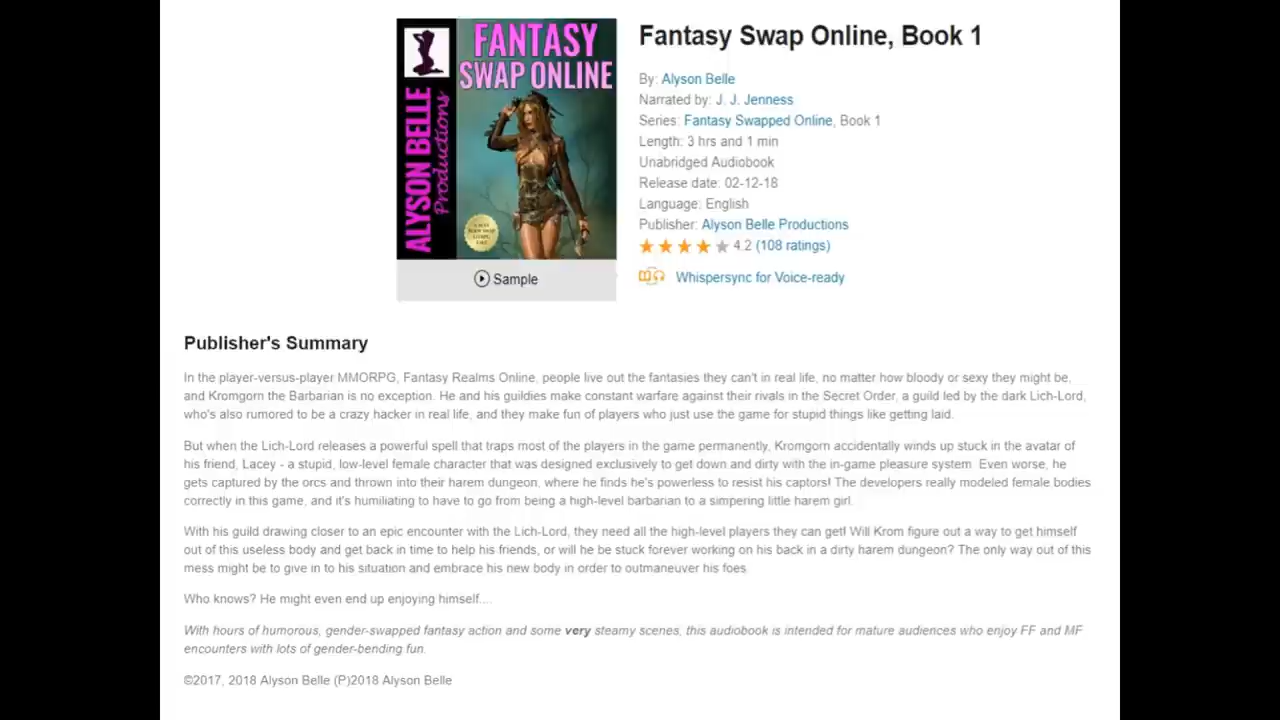 FANTASY
SWAP ONLINE
ALYSON BELLE
Productions
Sample
Fantasy Swap Online, Book 1
By: Alyson Belle
Narrated by: J. J. Jenness
Series: Fantasy Swapped Online, Book 1
Length: 3 hrs and 1 min
Unabridged Audiobook
Release date: 02-12-18
Language: English
Publisher: Alyson Belle Productions
4.2 (108 ratings)
Whispersync for Voice-ready
Publisher's Summary
In the player-versus-player MMORPG, Fantasy Realms Online, people live out the fantasies they can't in real life, no matter how bloody or sexy they might be,
and Kromgorn the Barbarian is no exception. He and his guildies make constant warfare against their rivals in the Secret Order, a guild led by the dark Lich-Lord,
who's also rumored to be a crazy hacker in real life, and they make fun of players who just use the game for stupid things like getting laid.
But when the Lich-Lord releases a powerful spell that traps most of the players in the game permanently, Kromgorn accidentally winds up stuck in the avatar of
his friend, Lacey - a stupid, low-level female character that was designed exclusively to get down and dirty with the in-game pleasure system. Even worse, he
gets captured by the orcs and thrown into their harem dungeon, where he finds he's powerless to resist his captors! The developers really modeled female bodies
correctly in this game, and it's humiliating to have to go from being a high-level barbarian to a simpering little harem girl.
With his guild drawing closer to an epic encounter with the Lich-Lord, they need all the high-level players they can get! Will Krom figure out a way to get himself
out of this useless body and get back in time to help his friends, or will he be stuck forever working on his back in a dirty harem dungeon? The only way out of this
mess might be to give in to his situation and embrace his new body in order to outmaneuver his foes.
Who knows? He might even end up enjoying himself....
With hours of humorous, gender-swapped fantasy action and some very steamy scenes, this audiobook is intended for mature audiences who enjoy FF and MF
encounters with lots of gender-bending fun.
©2017, 2018 Alyson Belle (P)2018 Alyson Belle